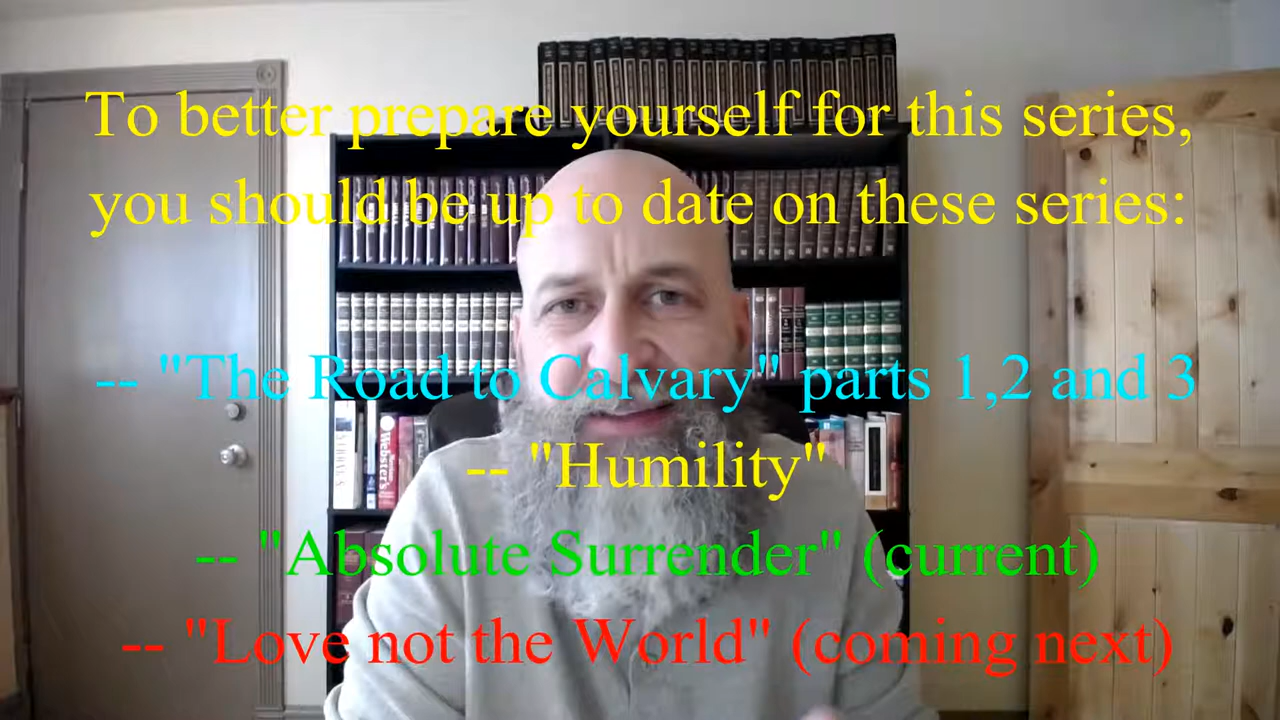 To better prepare yourself for this series,
you should be up to date on these series:
-- "The Road to Calvary" parts 1,2 and 3
-- "Humility"
-- "Absolute Surrender" (current)
-- "Love not the World" (coming next)
Webster's